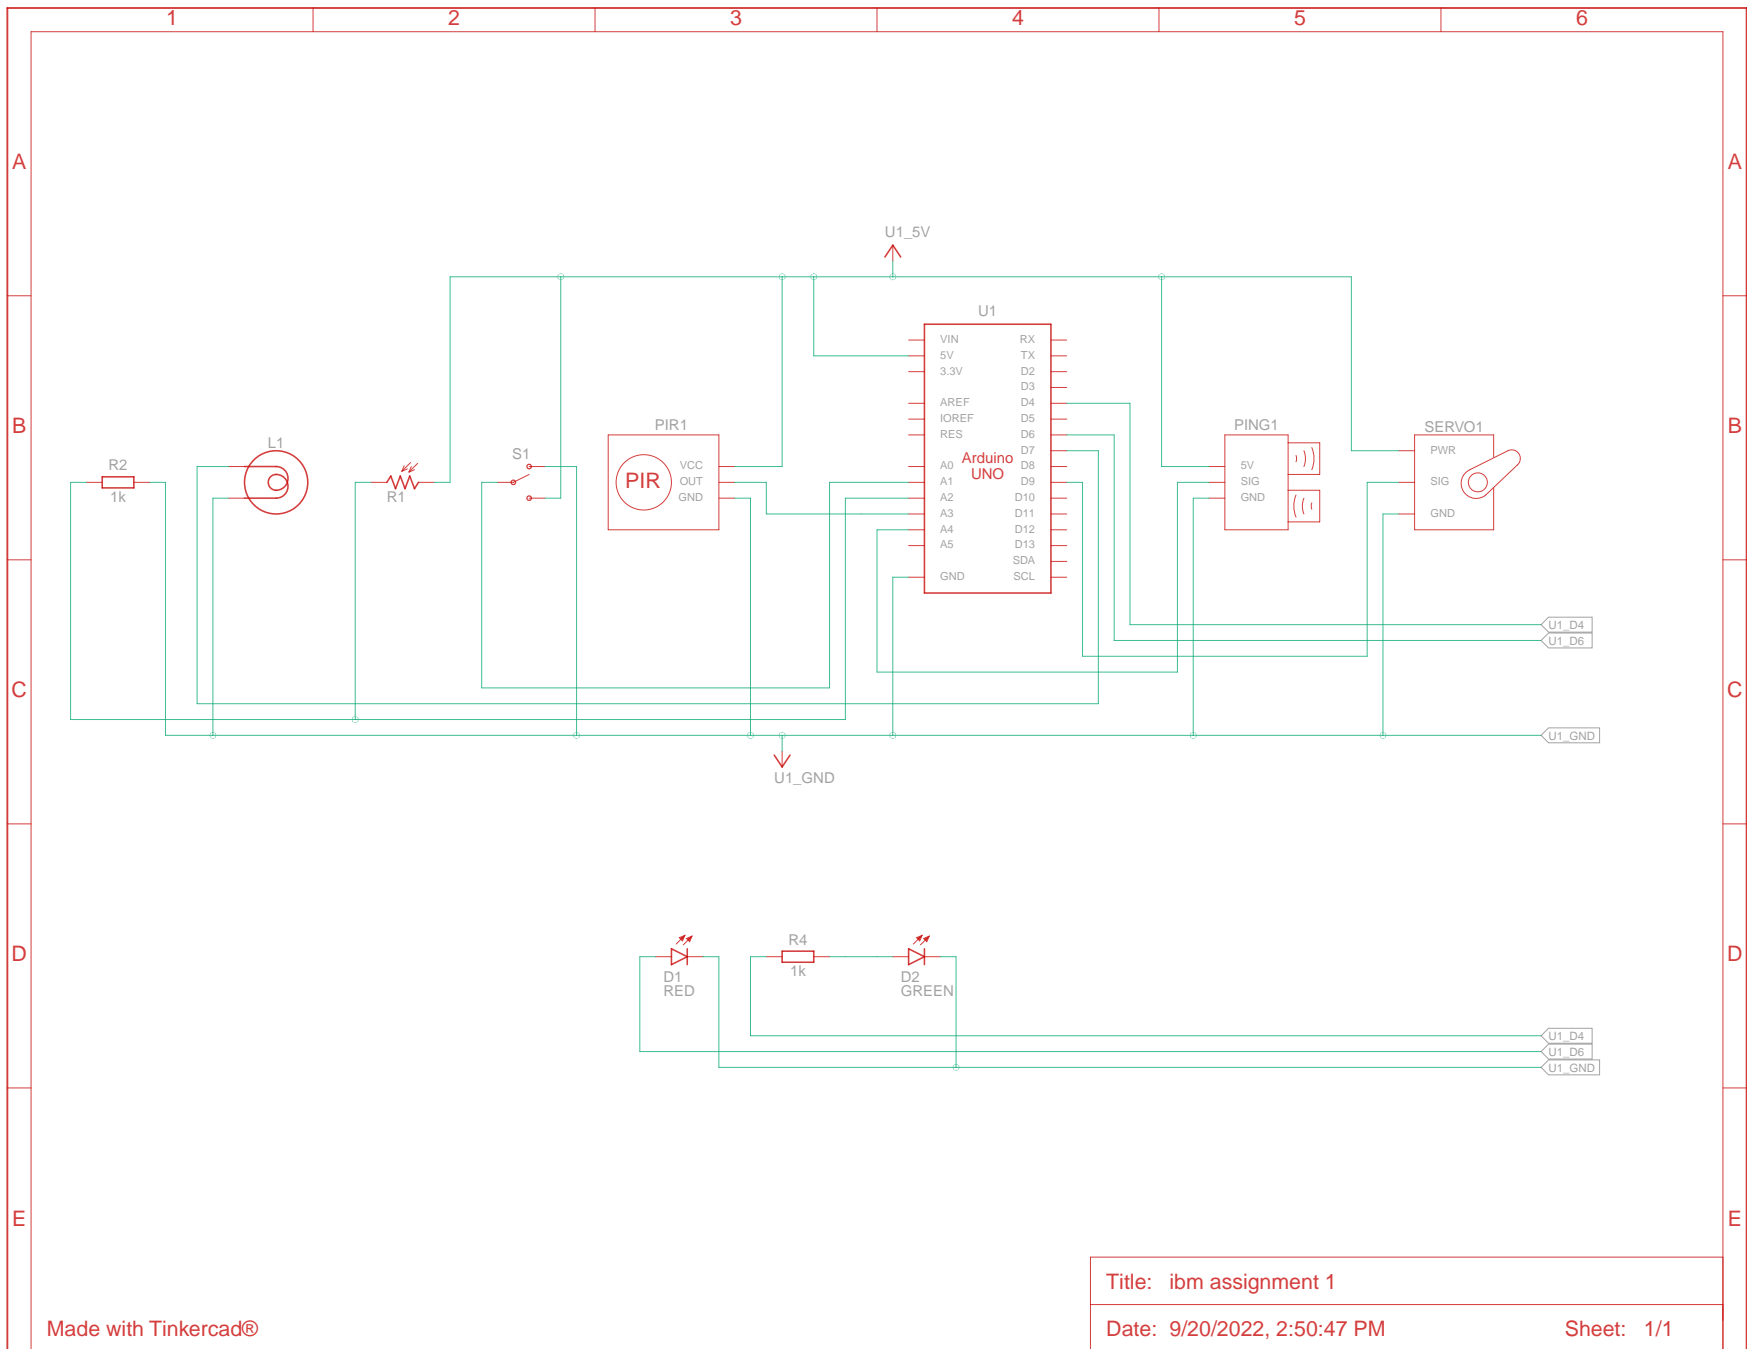 1 2 3 4 5 6
A A
U1_5V
B B
U1
VIN RX
5V TX
3.3V D2
D3
AREF D4
IOREF D5
RES D6
D7
A0 D8
A1 D9
A2 D10
A3 D11
A4 D12
A5 D13
SDA
GND SCL
Arduino
UNO
R2
1k
L1
R1
S1
PIR1
PIR
VCC
OUT
GND
PING1
5V
SIG
GND
SERVO1
PWR
SIG
GND
C C
U1_D4
U1_D6
U1_GND
U1_GND
D D
D1
RED
R4
1k
D2
GREEN
U1_D4
U1_D6
U1_GND
E E
Title: ibm assignment 1
Made with Tinkercad®
Date: 9/20/2022, 2:50:47 PM Sheet: 1/1